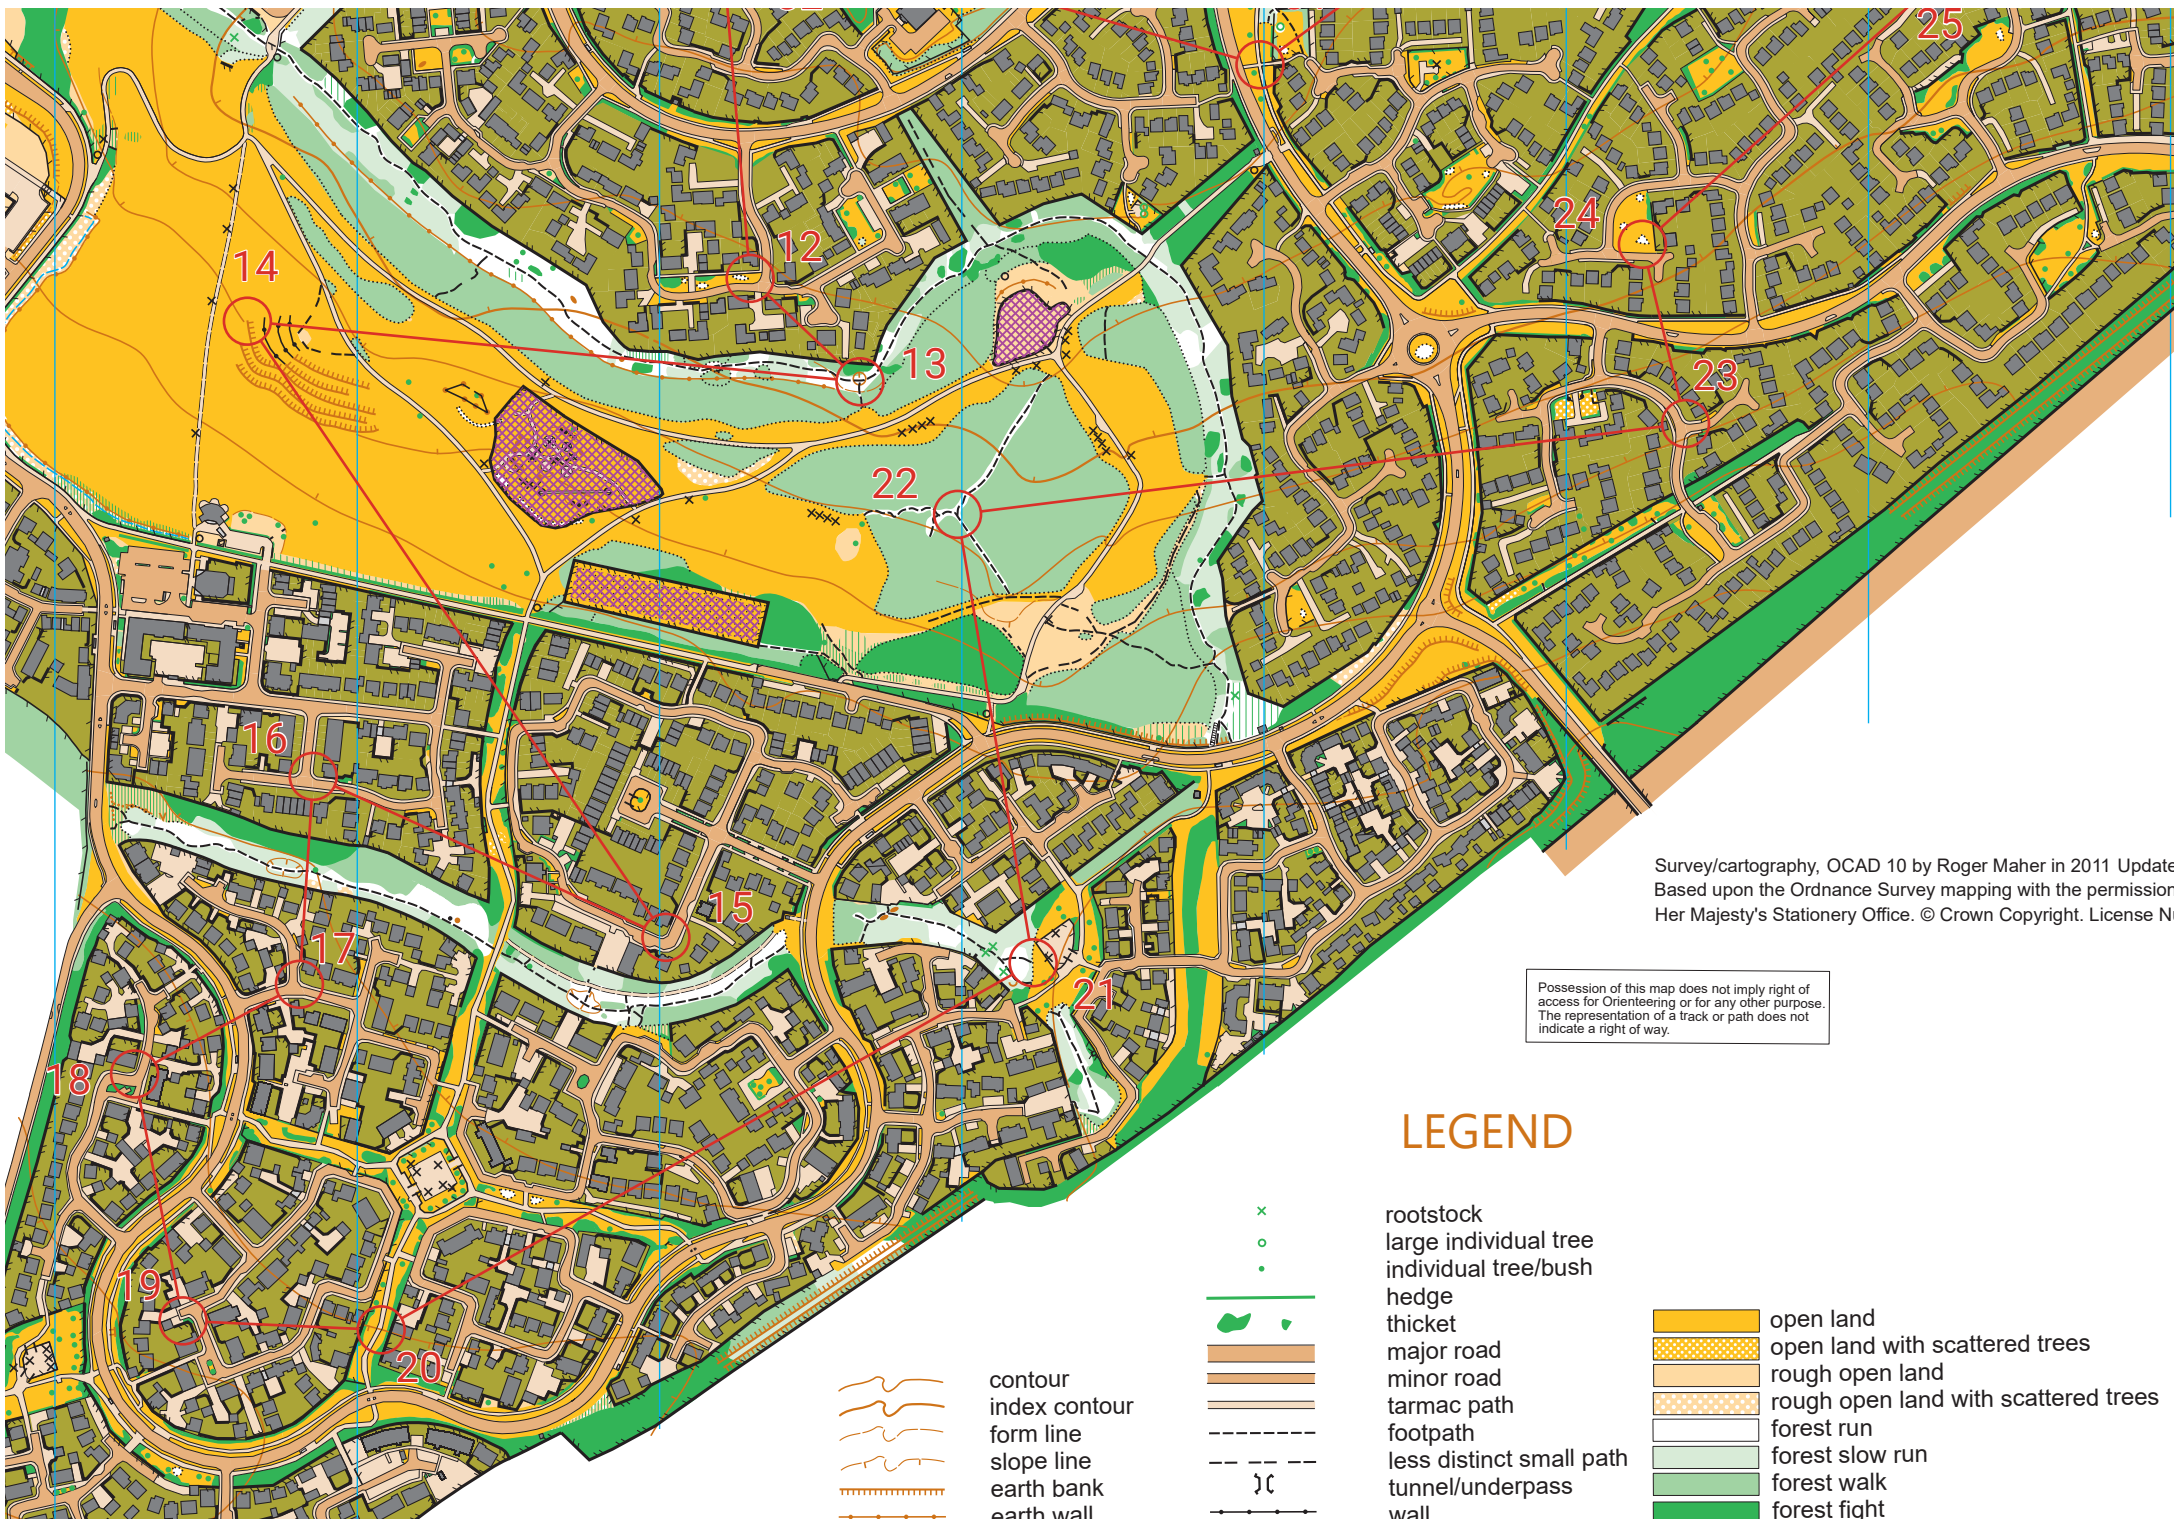 25
12
14
24
13
23
22
16
15
17
18
21
19
20
Survey/cartography, OCAD 10 by Roger Maher in 2011 Update
Based upon the Ordnance Survey mapping with the permission
Her Majesty's Stationery Office. © Crown Copyright. License
Possession of this map does not imply right of
access for Orienteering or for any other purpose.
The representation of a track or path does not
indicate a right of way.
LEGEND
rootstock
large individual tree
individual tree/bush
hedge
thicket
major road
minor road
tarmac path
footpath
less distinct small path
tunnel/underpass
wall
contour
index contour
form line
slope line
earth bank
earth wall
open land
open land with scattered trees
rough open land
rough open land with scattered trees
forest run
forest slow run
forest walk
forest fight